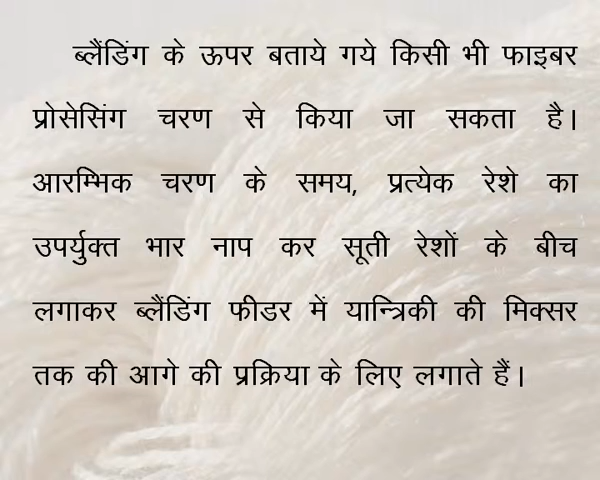 ब्लैंडिंग के ऊपर बताये गये किसी भी फाइबर
प्रोसेसिंग चरण से किया जा सकता है।
आरम्भिक चरण के समय, प्रत्येक रेशे का
उपर्युक्त भार नाप कर सूती रेशों के बीच
लगाकर ब्लैंडिंग फीडर में यान्त्रिकी की मिक्सर
तक की आगे की प्रक्रिया के लिए लगाते हैं।